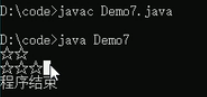 D:\code>javac Demo7.java
D:\code>java Demo7
☆☆
☆☆☆
程序结束